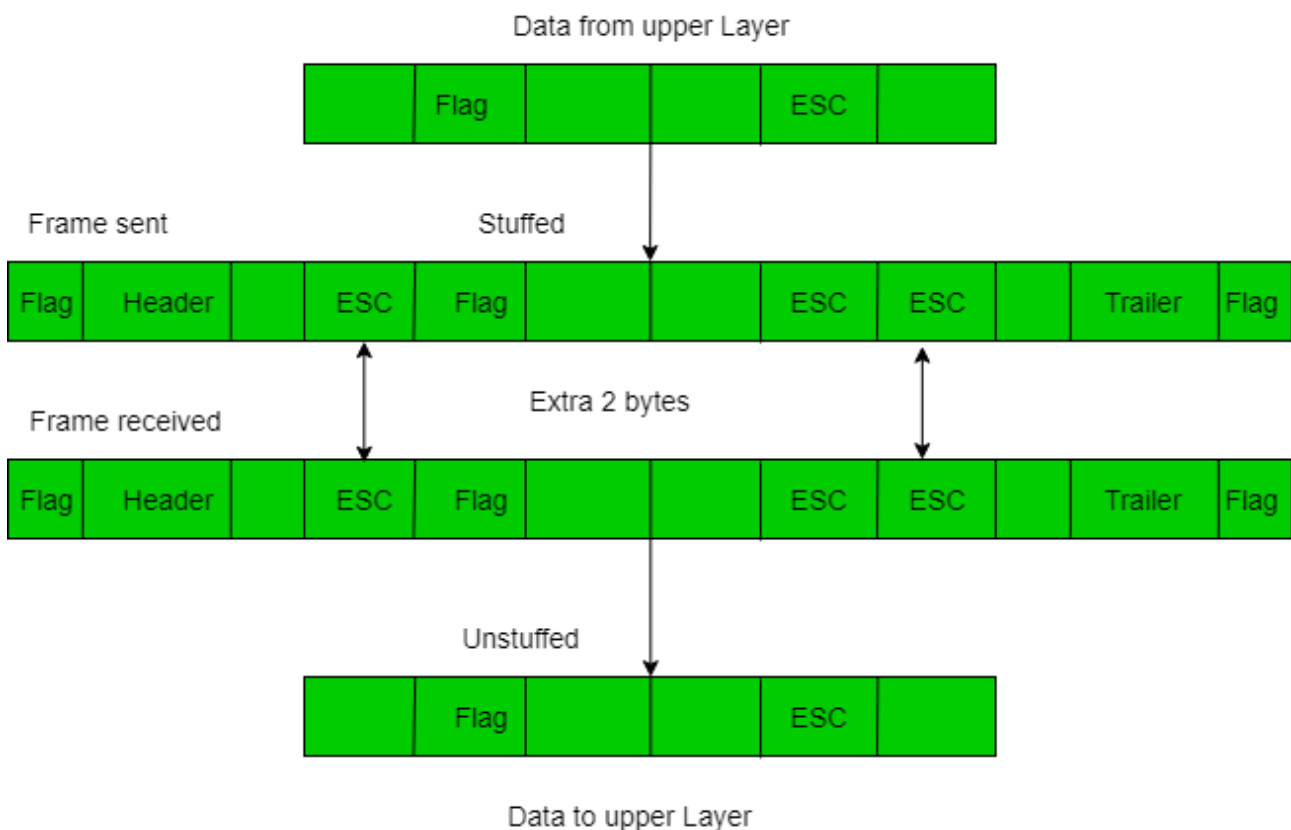 Data from upper Layer
Flag ESC
Frame sent Stuffed
Flag Header ESC Flag ESC ESC Trailer Flag
Extra 2 bytes
Frame received
Flag Header ESC Flag ESC ESC Trailer Flag
Unstuffed
Flag ESC
Data to upper Layer